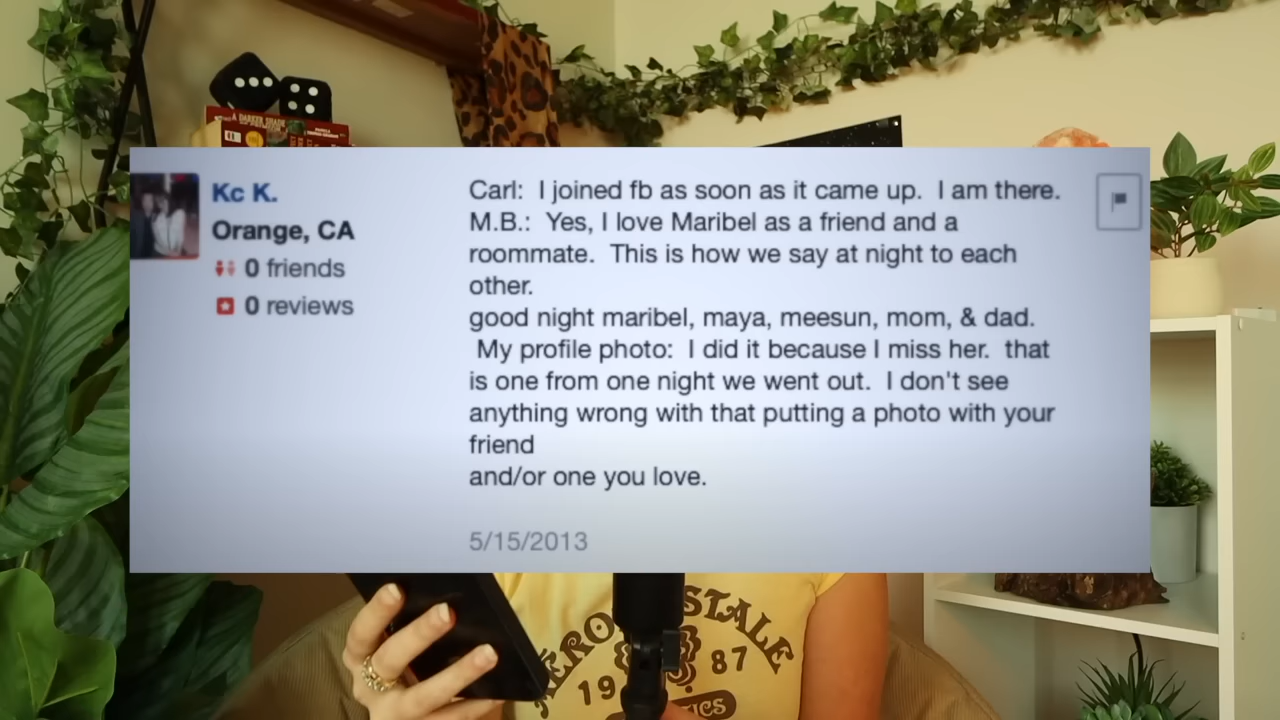 A DARKER SHADE
Kc K.
Orange, CA
0 friends
0 reviews
Carl:  I joined fb as soon as it came up.  I am there.
M.B.:  Yes, I love Maribel as a friend and a
roommate.  This is how we say at night to each
other.
good night maribel, maya, meesun, mom, & dad.
My profile photo:  I did it because I miss her.  that
is one from one night we went out.  I don't see
anything wrong with that putting a photo with your
friend
and/or one you love.
5/15/2013
19 87